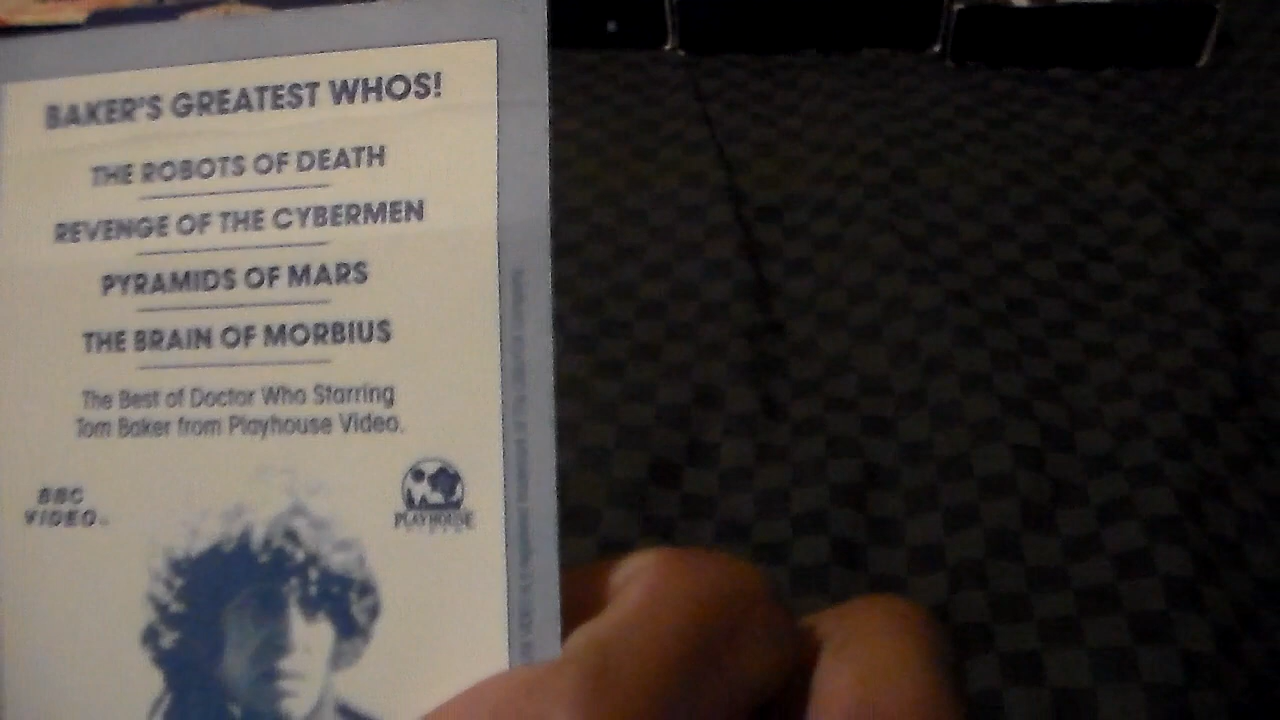 BAKER'S GREATEST WHOS!
THE ROBOTS OF DEATH
REVENGE OF THE CYBERMEN
PYRAMIDS OF MARS
THE BRAIN OF MORBIUS
The Best of Doctor Who Starring
Tom Baker from Playhouse Video.
BBC
VIDEO
PLAYHOUSE